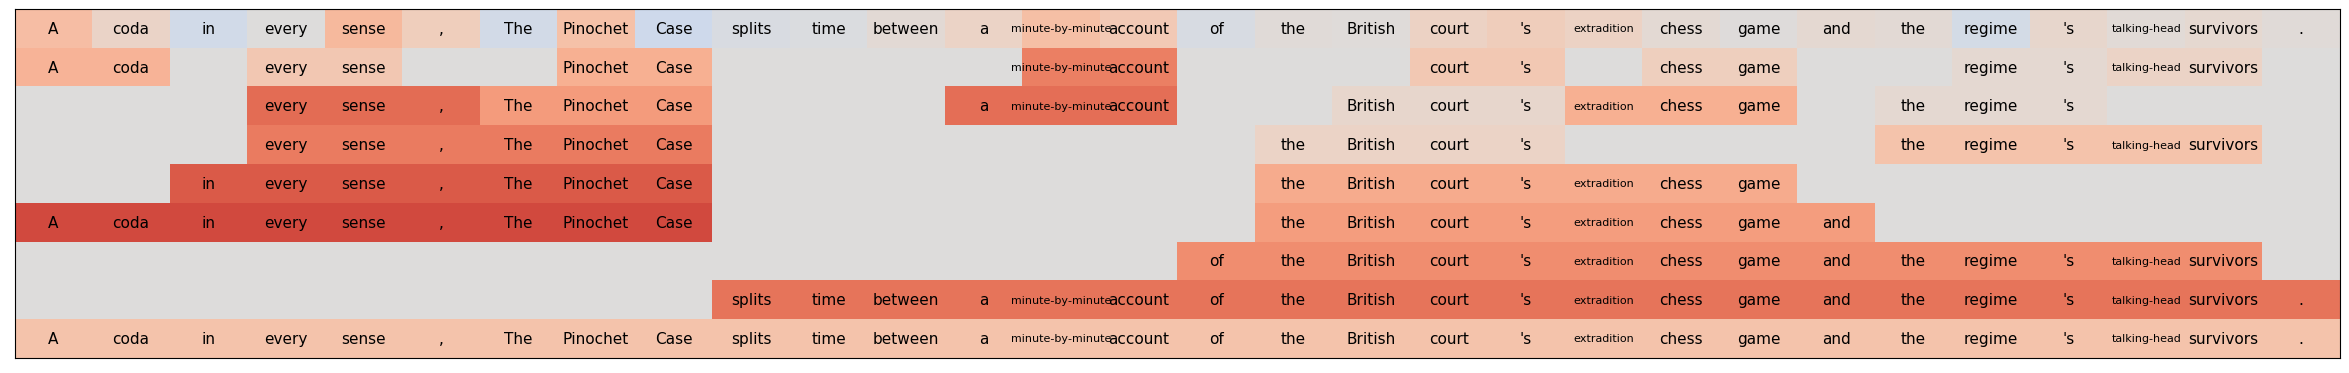 A coda in every sense , The Pinochet Case splits time between a minute-by-minute account of the British court 's extradition chess game and the regime 's talking-head survivors .
A coda every sense Pinochet Case minute-by-minute account court 's chess game regime 's talking-head survivors
every sense , The Pinochet Case a minute-by-minute account British court 's extradition chess game the regime 's
every sense , The Pinochet Case the British court 's the regime 's talking-head survivors
in every sense , The Pinochet Case the British court 's extradition chess game
A coda in every sense , The Pinochet Case the British court 's extradition chess game and
of the British court 's extradition chess game and the regime 's talking-head survivors
splits time between a minute-by-minute account of the British court 's extradition chess game and the regime 's talking-head survivors .
A coda in every sense , The Pinochet Case splits time between a minute-by-minute account of the British court 's extradition chess game and the regime 's talking-head survivors .